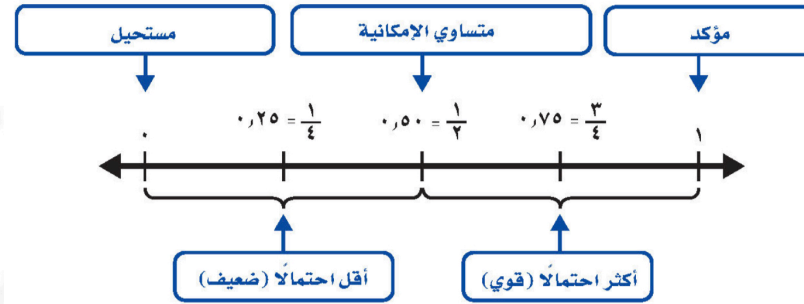 مؤكد
متساوي الإمكانية
مستحيل
٠
٠,٢٥ = ١/٤
٠,٥٠ = ١/٢
٠,٧٥ = ٣/٤
١
أكثر احتمالًا (قوي)
أقل احتمالًا (ضعيف)